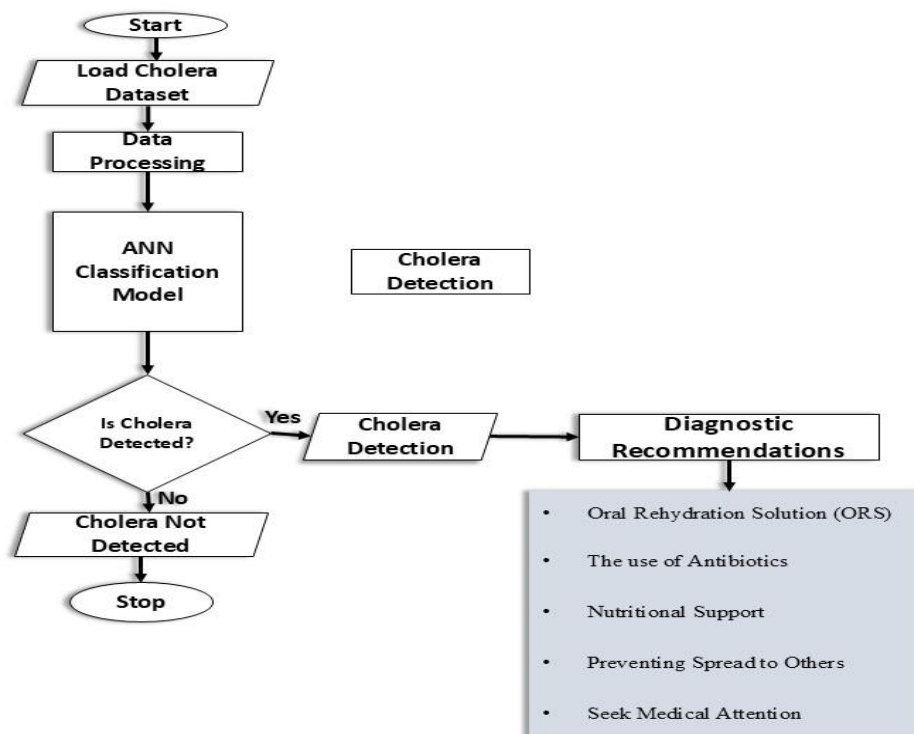 Start
Load Cholera
Dataset
Data
Processing
ANN
Classification
Model
Cholera
Detection
Is Cholera
Detected?
Yes
Cholera
Detection
Diagnostic
Recommendations
No
Cholera Not
Detected
Stop
• Oral Rehydration Solution (ORS)
• The use of Antibiotics
• Nutritional Support
• Preventing Spread to Others
• Seek Medical Attention